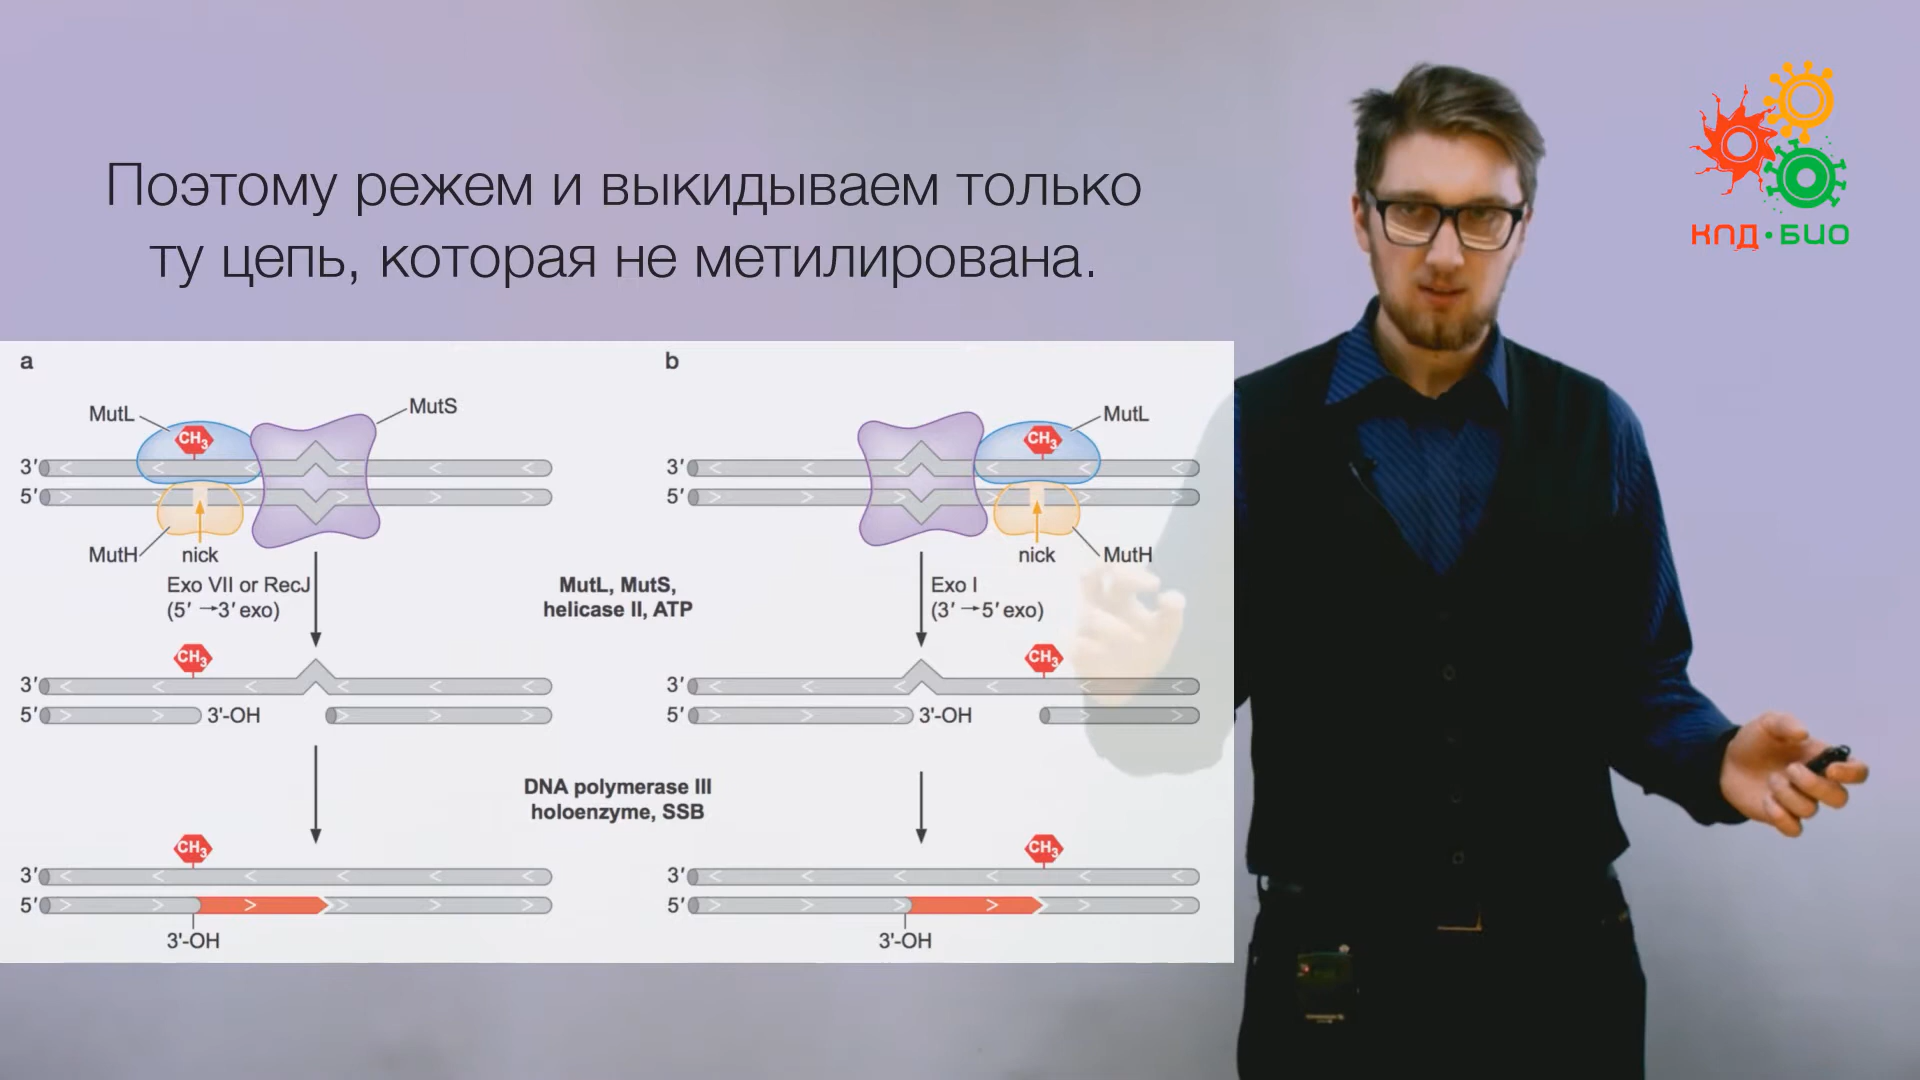 Поэтому режем и выкидываем только
ту цепь, которая не метилирована.
КПД·БИО
a
MutL
MutS
CH3
3′
5′
MutH
nick
Exo VII or RecJ
(5′ →3′ exo)
MutL, MutS,
helicase II, ATP
b
MutL
CH3
3′
5′
nick
MutH
Exo I
(3′ →5′ exo)
CH3
3′
5′
3'-OH
CH3
3′
5′
3'-OH
DNA polymerase III
holoenzyme, SSB
CH3
3′
5′
3'-OH
CH3
3′
5′
3'-OH